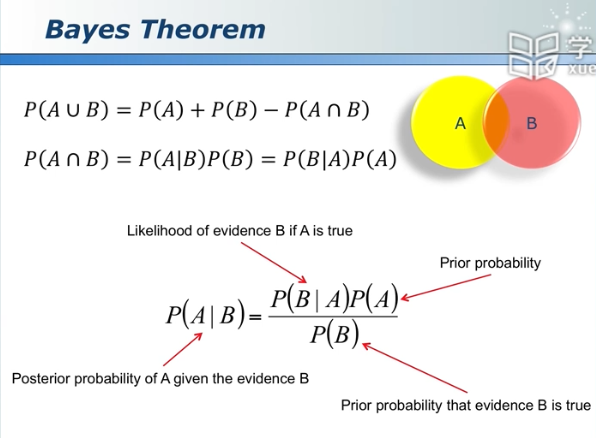 Bayes Theorem
学
xue
P(A ∪ B) = P(A) + P(B) − P(A ∩ B)
A
B
P(A ∩ B) = P(A|B)P(B) = P(B|A)P(A)
Likelihood of evidence B if A is true
Prior probability
P(A|B)= P(B|A)P(A)
P(B)
Posterior probability of A given the evidence B
Prior probability that evidence B is true